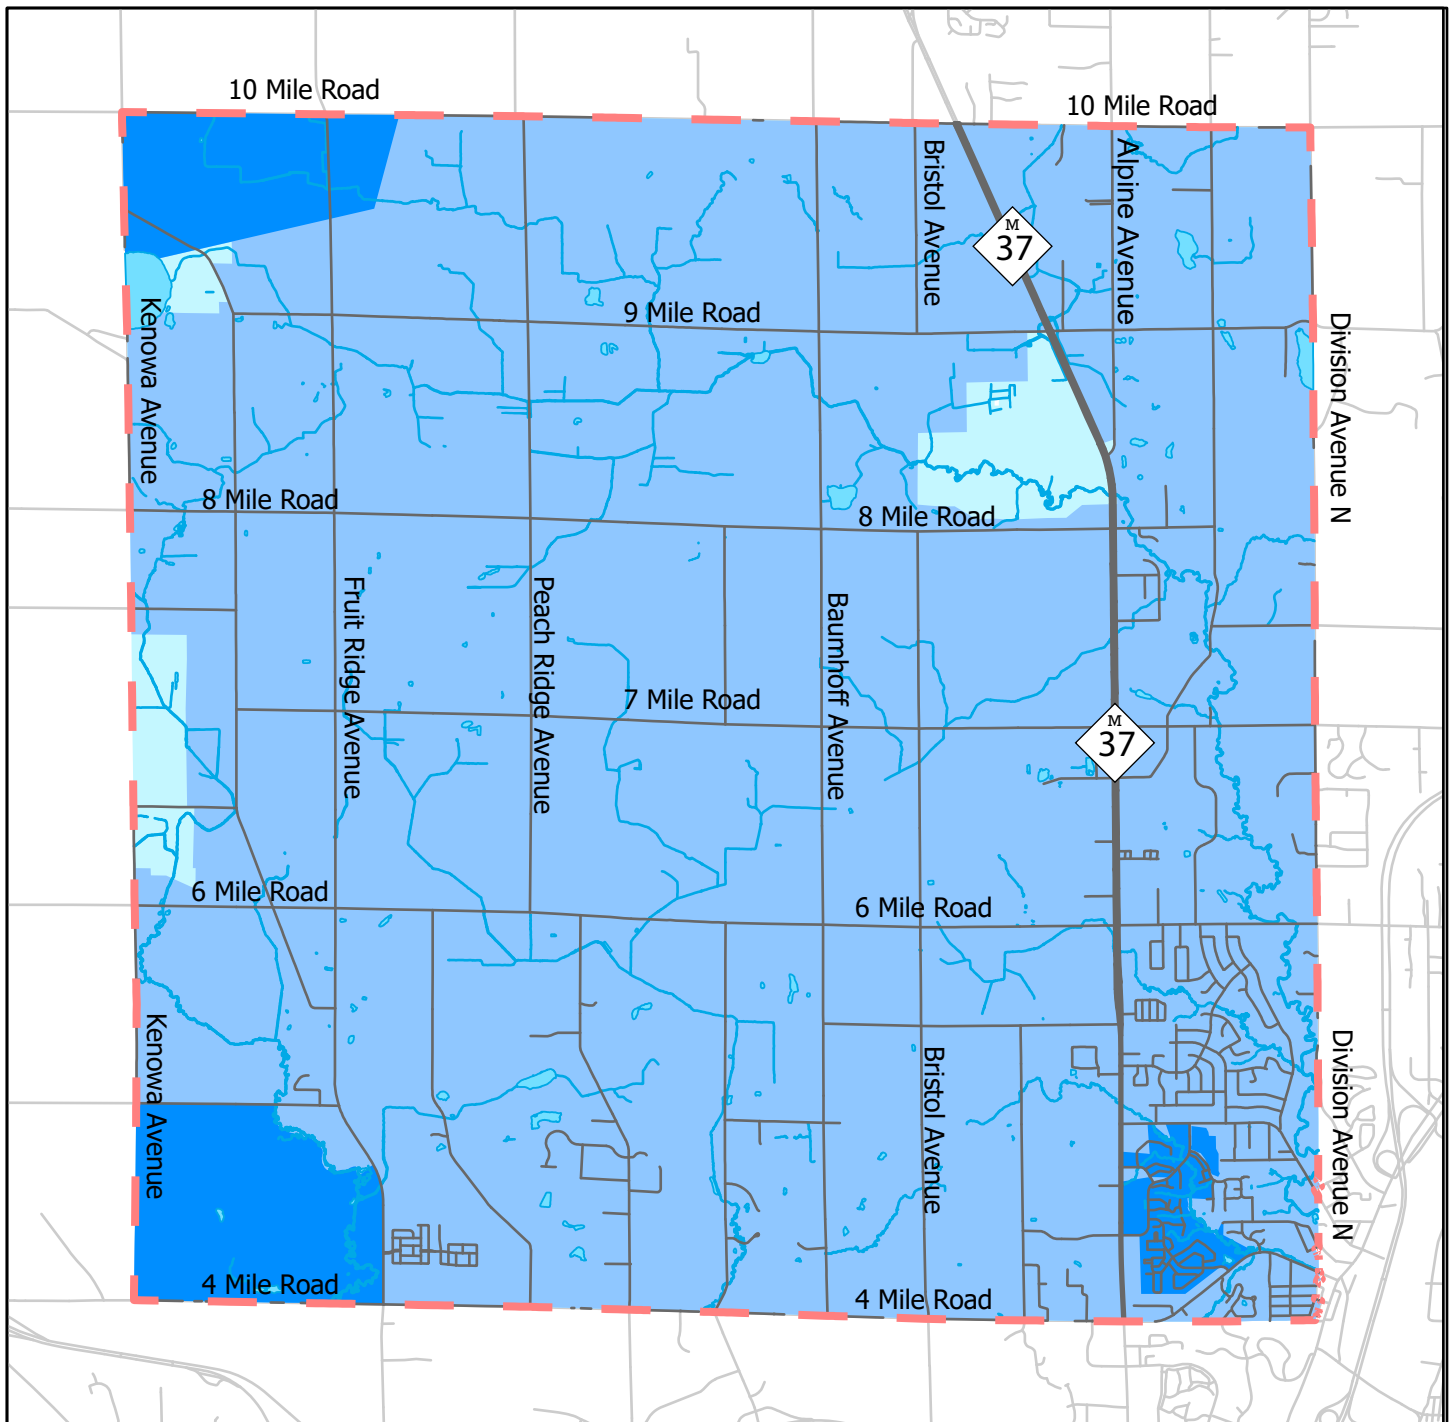 10 Mile Road
10 Mile Road
Bristol Avenue
Alpine Avenue
M
37
Kenowa Avenue
9 Mile Road
Division Avenue N
8 Mile Road
8 Mile Road
Fruit Ridge Avenue
Peach Ridge Avenue
Baumhoff Avenue
7 Mile Road
M
37
6 Mile Road
6 Mile Road
Kenowa Avenue
Bristol Avenue
Division Avenue N
4 Mile Road
4 Mile Road